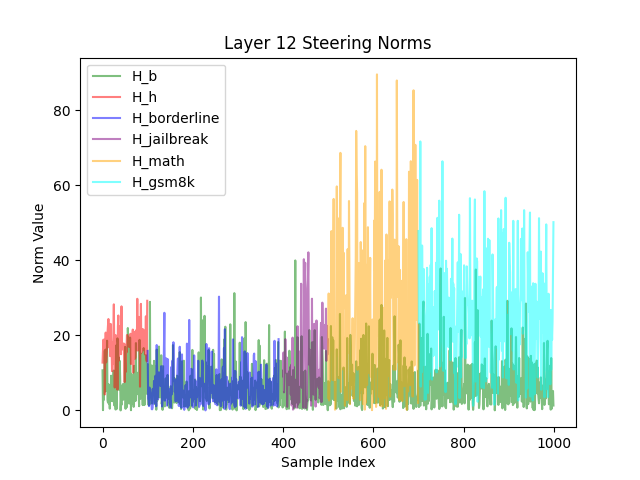 Layer 12 Steering Norms
H_b
H_h
H_borderline
H_jailbreak
H_math
H_gsm8k
Norm Value
80
60
40
20
0
0 200 400 600 800 1000
Sample Index